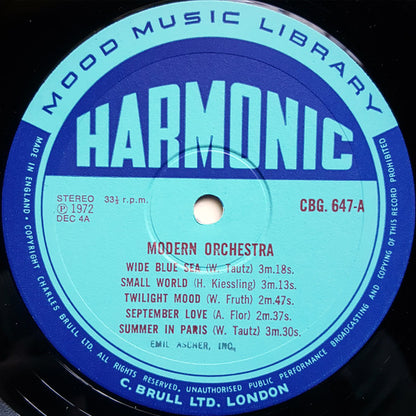 MOOD MUSIC LIBRARY
HARMONIC
STEREO 33⅓ r.p.m.
Ⓟ 1972
DEC 4A
CBG. 647-A
MODERN ORCHESTRA
WIDE BLUE SEA (W. Tautz) 3m.18s.
SMALL WORLD (H. Kiessling) 3m.13s.
TWILIGHT MOOD (W. Fruth) 2m.47s.
SEPTEMBER LOVE (A. Flor) 2m.37s.
SUMMER IN PARIS (W. Tautz) 3m.30s.
EMIL ASCHER, INC.
MADE IN ENGLAND · COPYRIGHT CHARLES BRULL LTD. ALL RIGHTS RESERVED, UNAUTHORISED PUBLIC PERFORMANCE BROADCASTING AND COPYING OF THIS RECORD PROHIBITED
C. BRULL LTD. LONDON